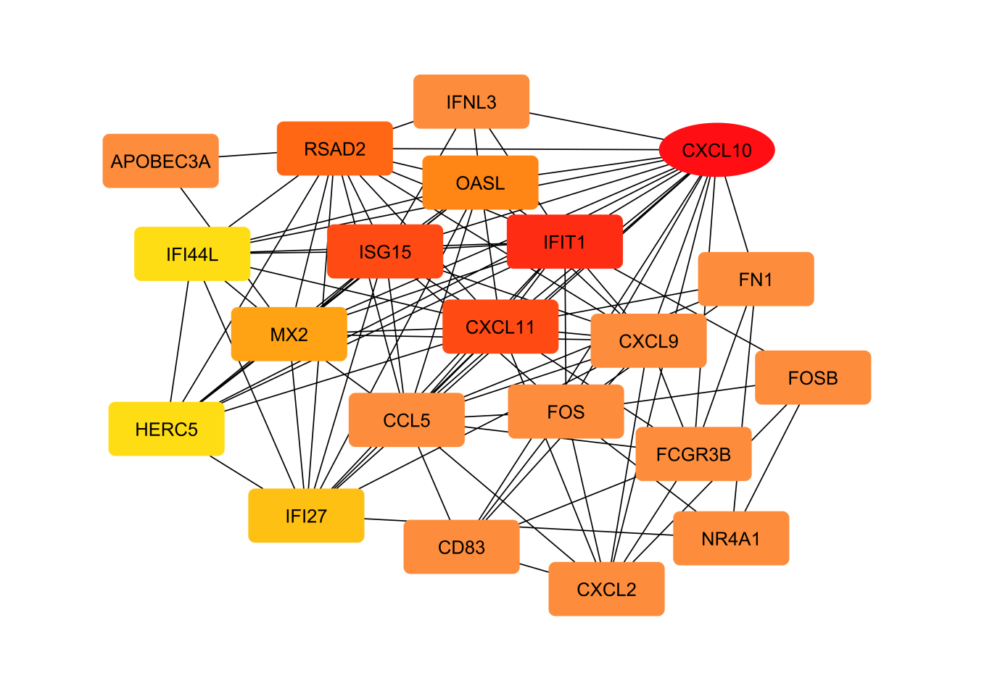 IFNL3
RSAD2
CXCL10
APOBEC3A
OASL
IFIT1
ISG15
IFI44L
FN1
CXCL11
MX2
CXCL9
FOSB
FOS
CCL5
HERC5
FCGR3B
IFI27
NR4A1
CD83
CXCL2